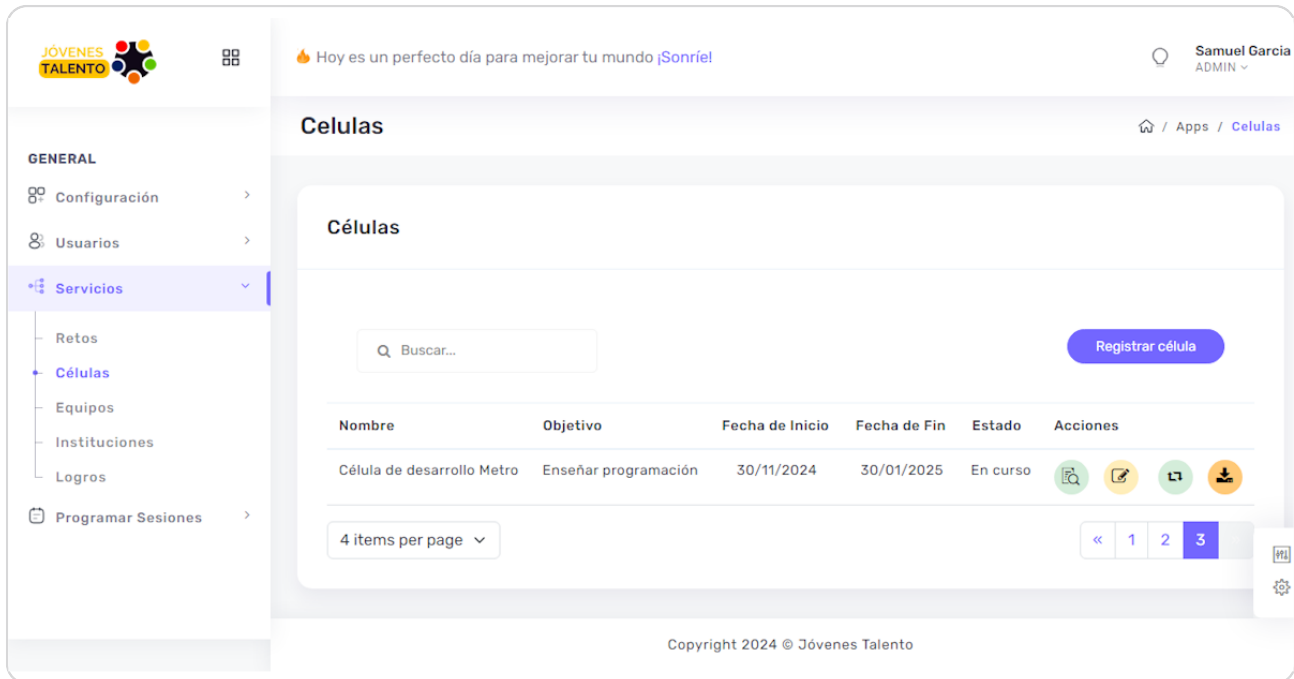 JÓVENES
TALENTO
Hoy es un perfecto día para mejorar tu mundo ¡Sonríe!
Samuel Garcia
ADMIN
Celulas
/ Apps / Celulas
GENERAL
Configuración
Usuarios
Servicios
Retos
Células
Equipos
Instituciones
Logros
Programar Sesiones
Células
Buscar...
Registrar célula
Nombre Objetivo Fecha de Inicio Fecha de Fin Estado Acciones
Célula de desarrollo Metro Enseñar programación 30/11/2024 30/01/2025 En curso
4 items per page
« 1 2 3
Copyright 2024 © Jóvenes Talento